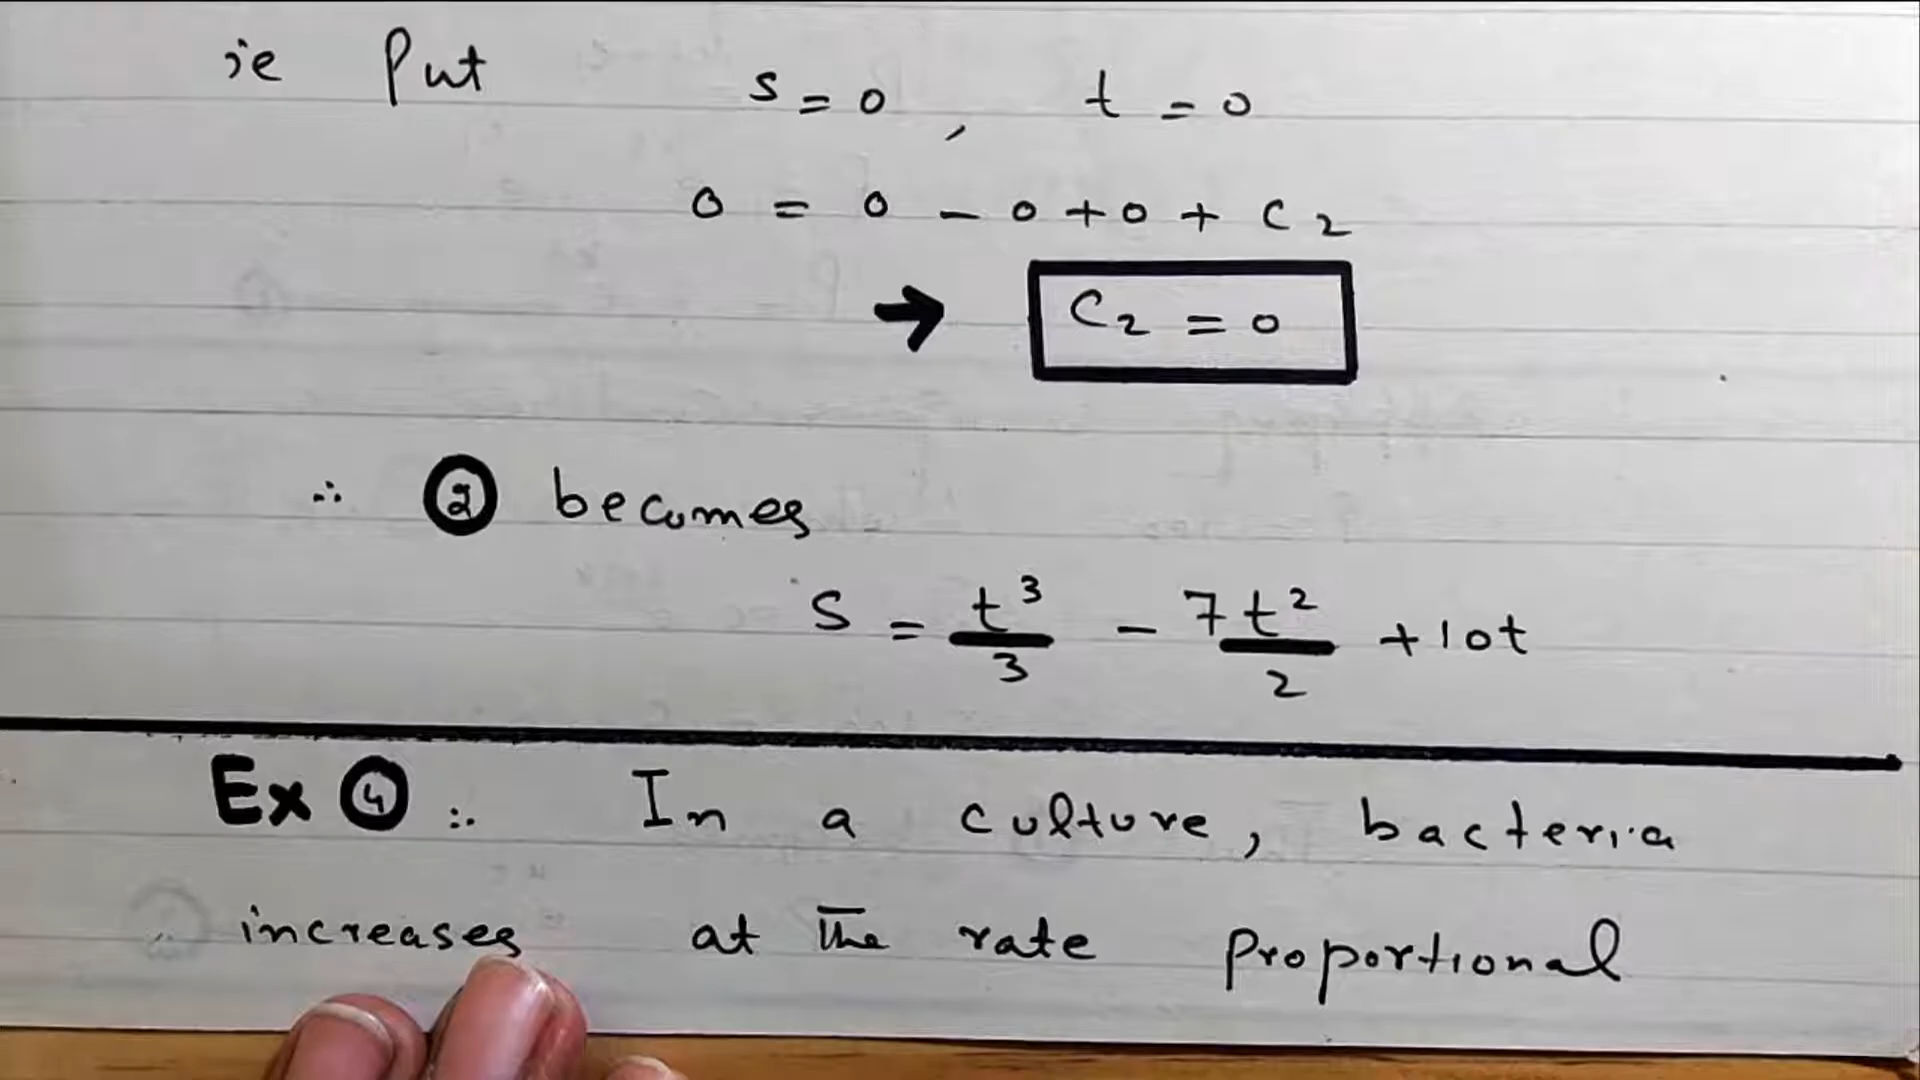 ie Put s = 0, t = 0
0 = 0 - 0 + 0 + C2
→ C2 = 0
∴ ② becomes
S = t³/3 - 7t²/2 + 10t
Ex ④ :. In a culture, bacteria
increases at the rate proportional